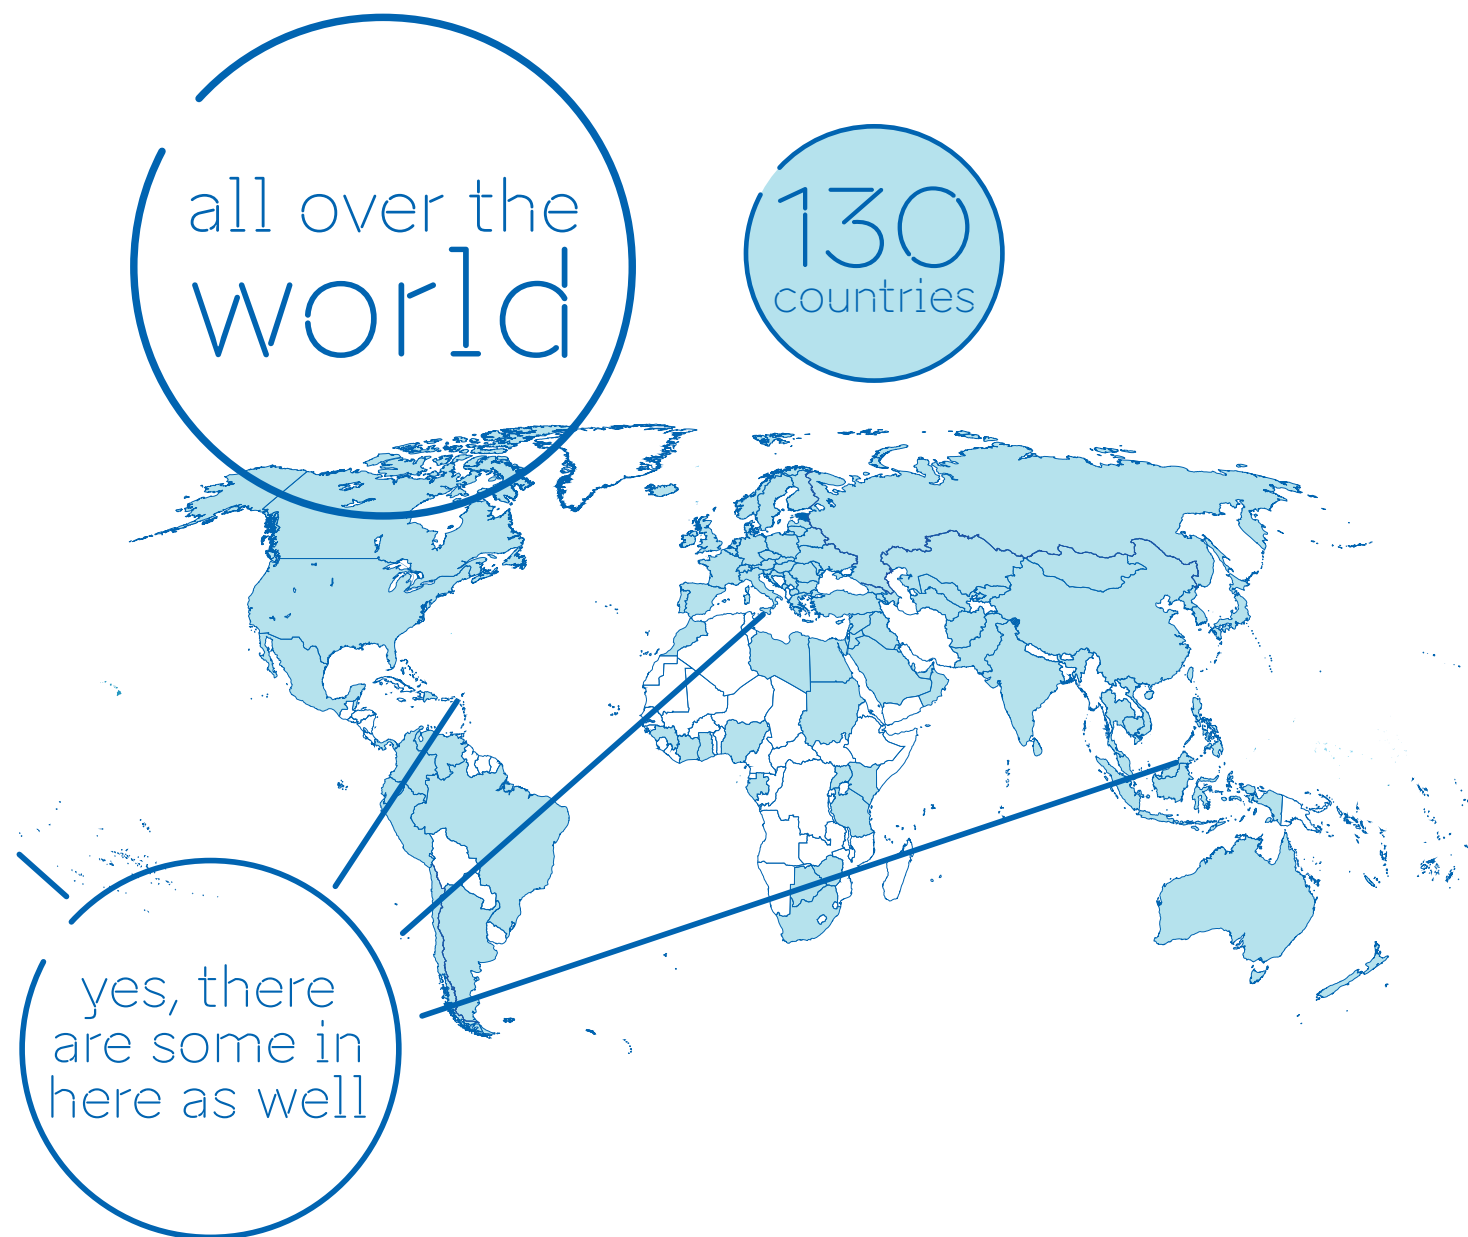 all over the
world
130
countries
yes, there
are some in
here as well